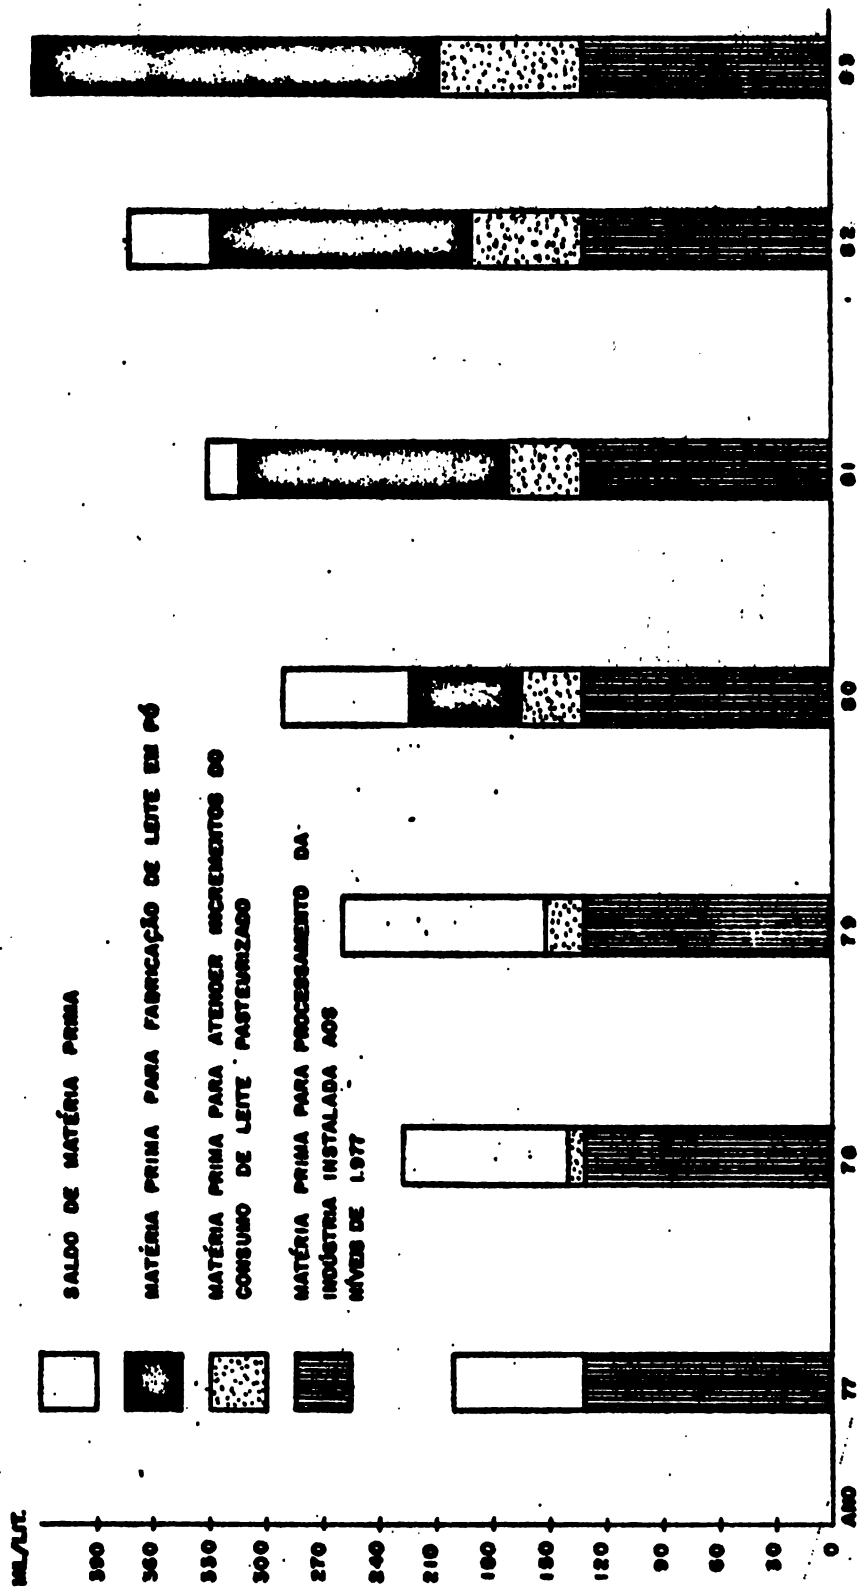 ML/LIT.
390
360
330
300
270
240
210
180
150
120
90
60
30
0
SALDO DE MATÉRIA PRIMA
MATÉRIA PRIMA PARA FABRICAÇÃO DE LEITE EM PÓ
MATÉRIA PRIMA PARA ATENDER INCREMENTOS DO
CONSUMO DE LEITE PASTEURIZADO
MATÉRIA PRIMA PARA PROCESSAMENTO DA
INDÚSTRIA INSTALADA AOS
NÍVEIS DE 1.977
ANO 77 78 79 80 81 82 83